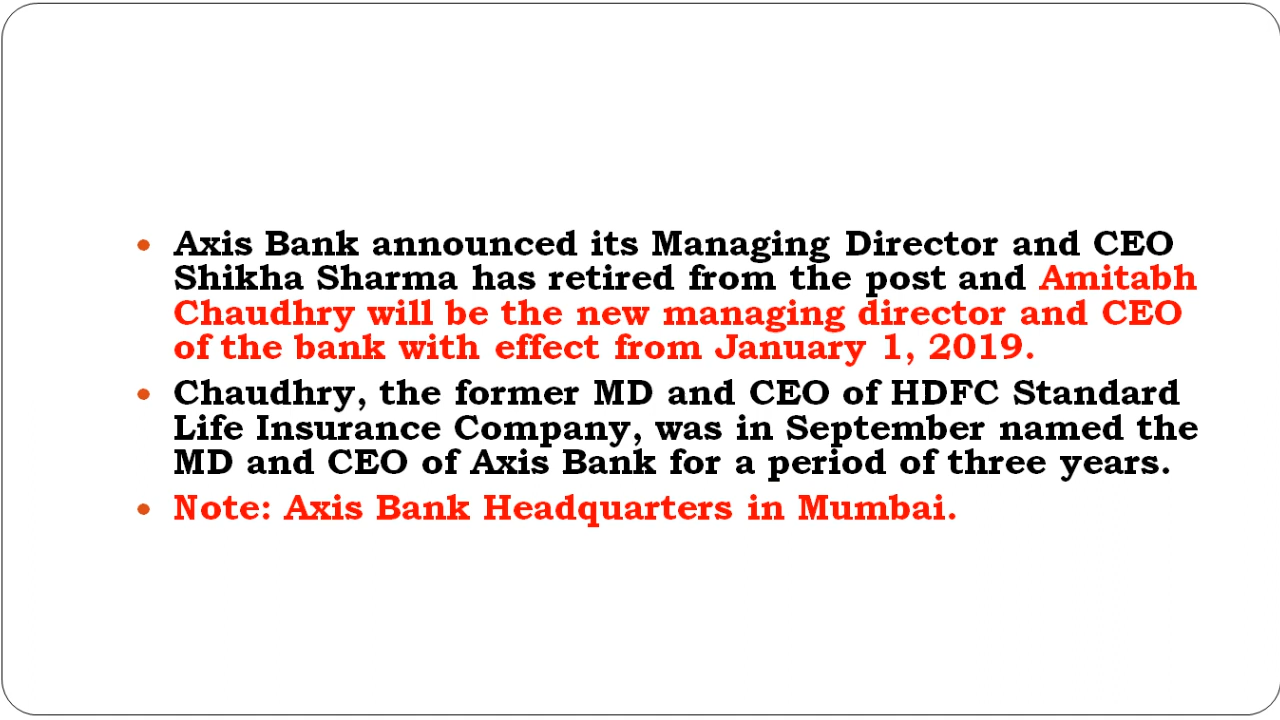 • Axis Bank announced its Managing Director and CEO
Shikha Sharma has retired from the post and Amitabh
Chaudhry will be the new managing director and CEO
of the bank with effect from January 1, 2019.
• Chaudhry, the former MD and CEO of HDFC Standard
Life Insurance Company, was in September named the
MD and CEO of Axis Bank for a period of three years.
• Note: Axis Bank Headquarters in Mumbai.